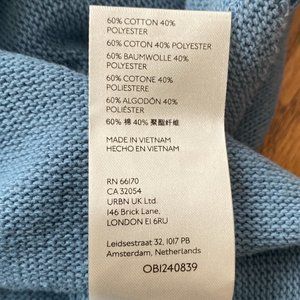 60% COTTON 40%
POLYESTER
60% COTON 40% POLYESTER
60% BAUMWOLLE 40%
POLYESTER
60% COTONE 40%
POLIESTERE
60% ALGODÓN 40%
POLIÉSTER
60% 棉 40% 聚酯纤维
MADE IN VIETNAM
HECHO EN VIETNAM
RN 66170
CA 32054
URBN UK Ltd.
146 Brick Lane,
LONDON E1 6RU
Leidsestraat 32, 1017 PB
Amsterdam, Netherlands
OB1240839